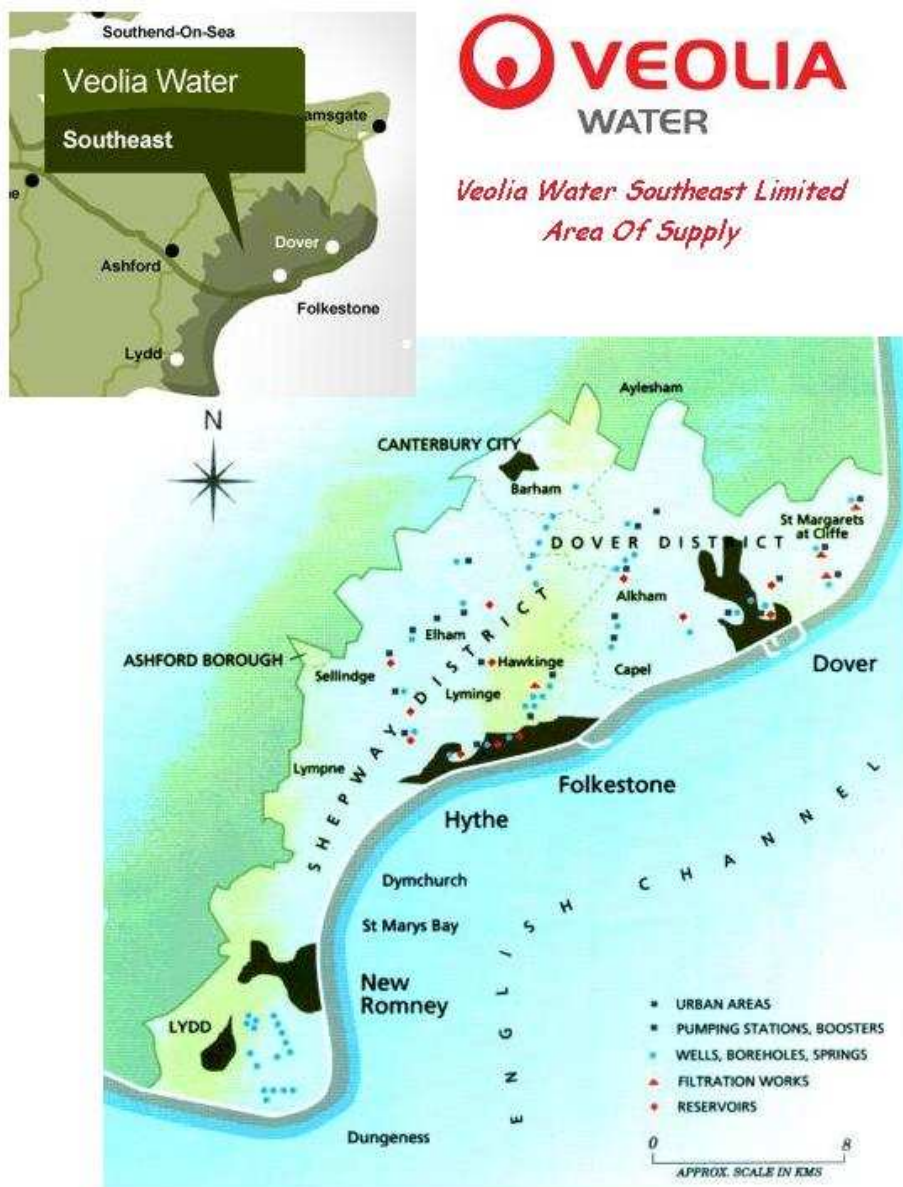 Southend-On-Sea
Veolia Water
Southeast
amsgate
Dover
Ashford
Folkestone
Lydd
VEOLIA
WATER
Veolia Water Southeast Limited
Area Of Supply
N
Aylesham
CANTERBURY CITY
Barham
St Margarets
at Cliffe
DOVER DISTRICT
Alkham
Elham
ASHFORD BOROUGH
Hawkinge
Sellindge
Capel
Dover
Lyminge
SHEPWAY DISTRICT
Lympne
Folkestone
Hythe
ENGLISH CHANNEL
Dymchurch
St Marys Bay
New
Romney
LYDD
Dungeness
URBAN AREAS
PUMPING STATIONS, BOOSTERS
WELLS, BOREHOLES, SPRINGS
FILTRATION WORKS
RESERVOIRS
0 8
APPROX. SCALE IN KMS